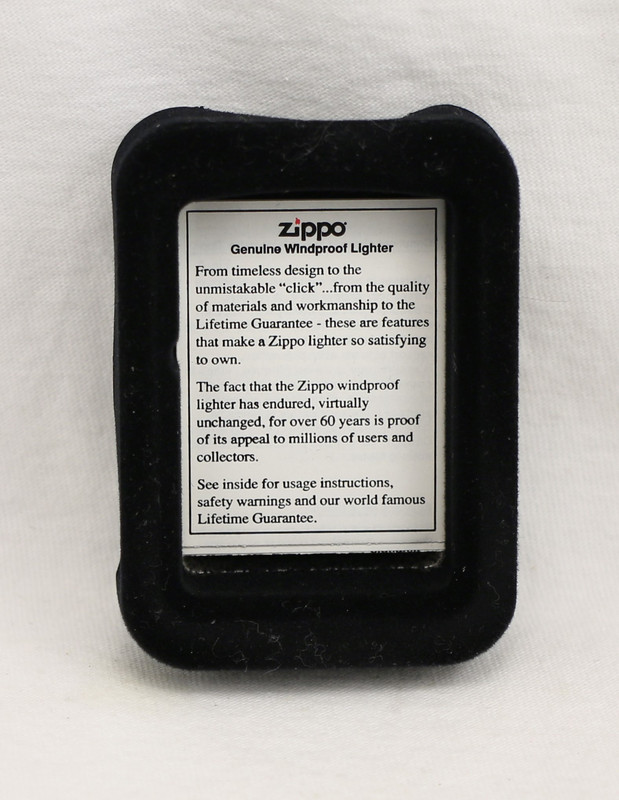 zippo
Genuine Windproof Lighter
From timeless design to the
unmistakable “click”...from the quality
of materials and workmanship to the
Lifetime Guarantee - these are features
that make a Zippo lighter so satisfying
to own.
The fact that the Zippo windproof
lighter has endured, virtually
unchanged, for over 60 years is proof
of its appeal to millions of users and
collectors.
See inside for usage instructions,
safety warnings and our world famous
Lifetime Guarantee.